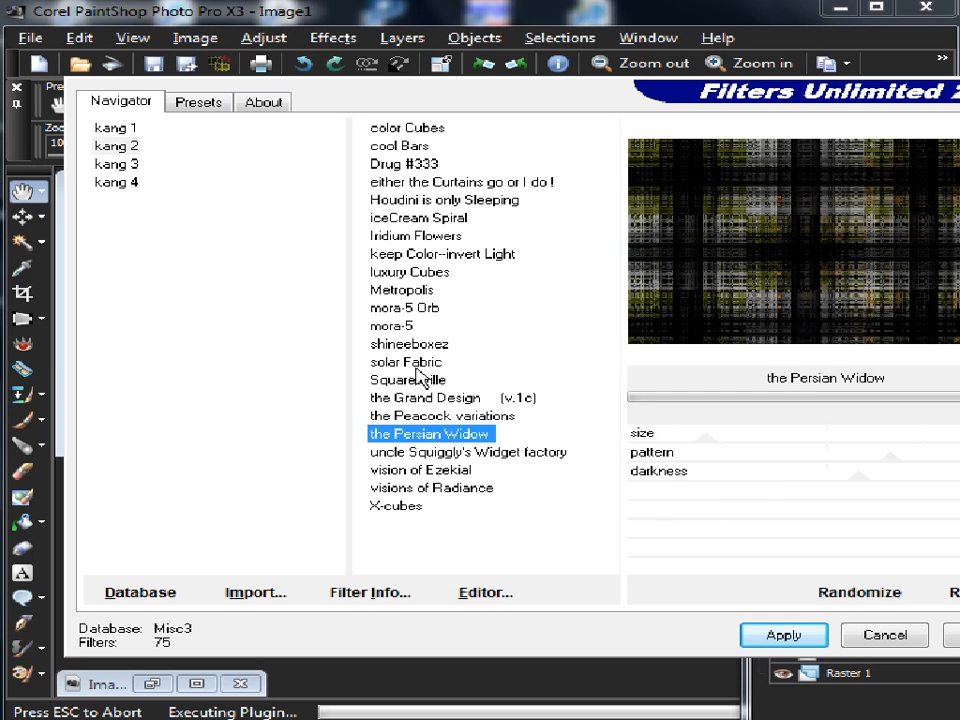 Corel PaintShop Photo Pro X3 - Image1
File Edit View Image Adjust Effects Layers Objects Selections Window Help
Zoom out Zoom in »
Navigator Presets About
Filters Unlimited
kang 1
kang 2
kang 3
kang 4
color Cubes
cool Bars
Drug #333
either the Curtains go or I do !
Houdini is only Sleeping
iceCream Spiral
Iridium Flowers
keep Color--invert Light
luxury Cubes
Metropolis
mora-5 Orb
mora-5
shineeboxez
solar Fabric
the Grand Design (v.1c)
the Peacock variations
the Persian Widow
uncle Squiggly's Widget factory
vision of Ezekial
visions of Radiance
X-cubes
the Persian Widow
size
pattern
darkness
Database Import... Filter Info... Editor... Randomize
Database: Misc3
Filters: 75
Apply Cancel
Ima...
Raster 1
Press ESC to Abort Executing Plugin...